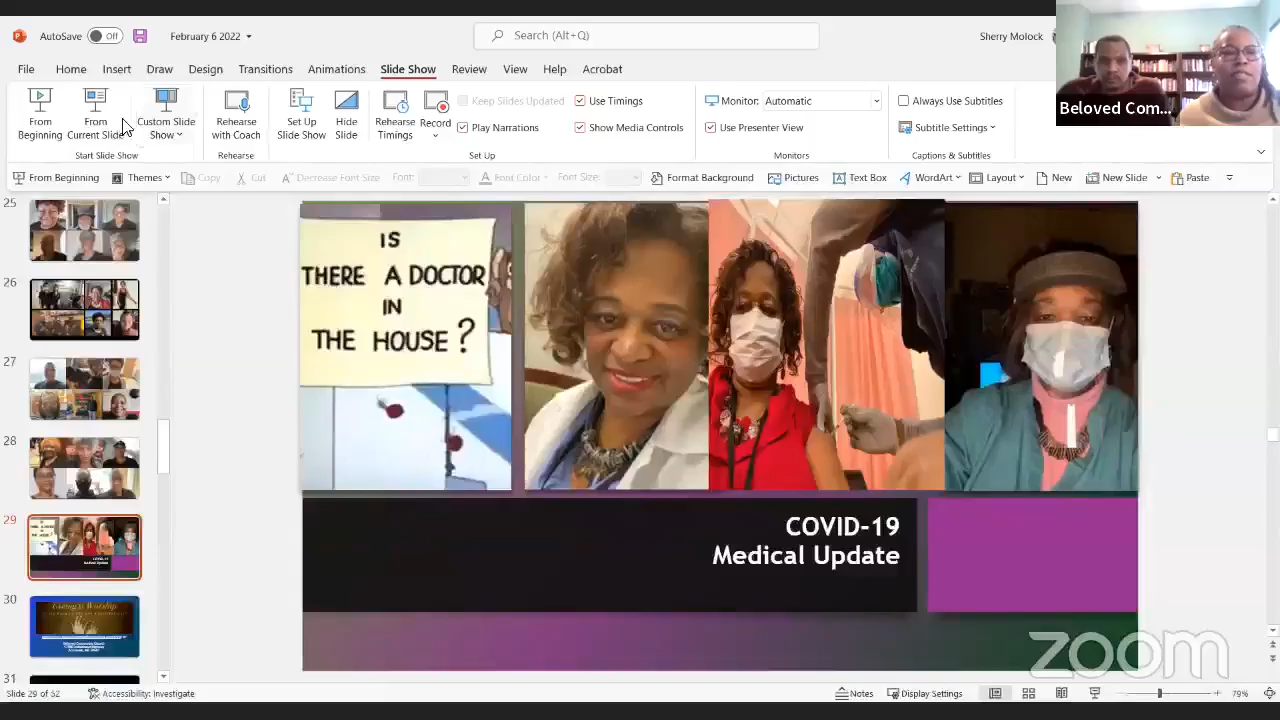 AutoSave Off February 6 2022 Search (Alt+Q) Sherry Molock
File Home Insert Draw Design Transitions Animations Slide Show Review View Help Acrobat
From Beginning
From Current Slide
Custom Slide Show
Rehearse with Coach
Set Up Slide Show
Hide Slide
Rehearse Timings
Record
Keep Slides Updated
Play Narrations
Use Timings
Show Media Controls
Monitor: Automatic
Use Presenter View
Always Use Subtitles
Subtitle Settings
Beloved Com...
Start Slide Show Rehearse Set Up Monitors Captions & Subtitles
From Beginning Themes Copy Cut Decrease Font Size Font: Font Color Font Size: Format Background Pictures Text Box WordArt Layout New New Slide Paste
25
26
27
28
29
30
31
IS
THERE A DOCTOR
IN
THE HOUSE?
COVID-19
Medical Update
zoom
Slide 29 of 52 Accessibility: Investigate Notes Display Settings 79%